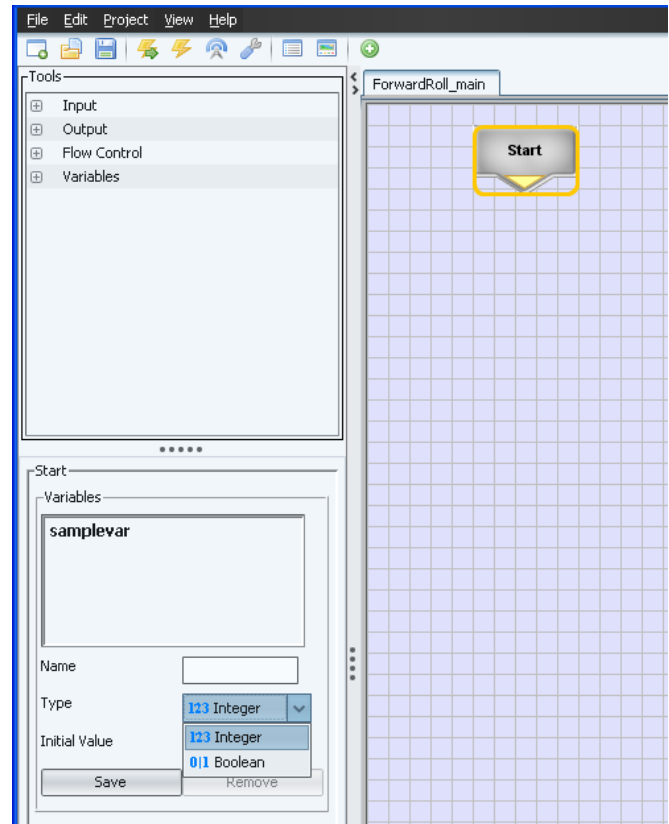 File Edit Project View Help
Tools
Input
Output
Flow Control
Variables
ForwardRoll_main
Start
Start
Variables
samplevar
Name
Type
123 Integer
Initial Value
123 Integer
0|1 Boolean
Save
Remove